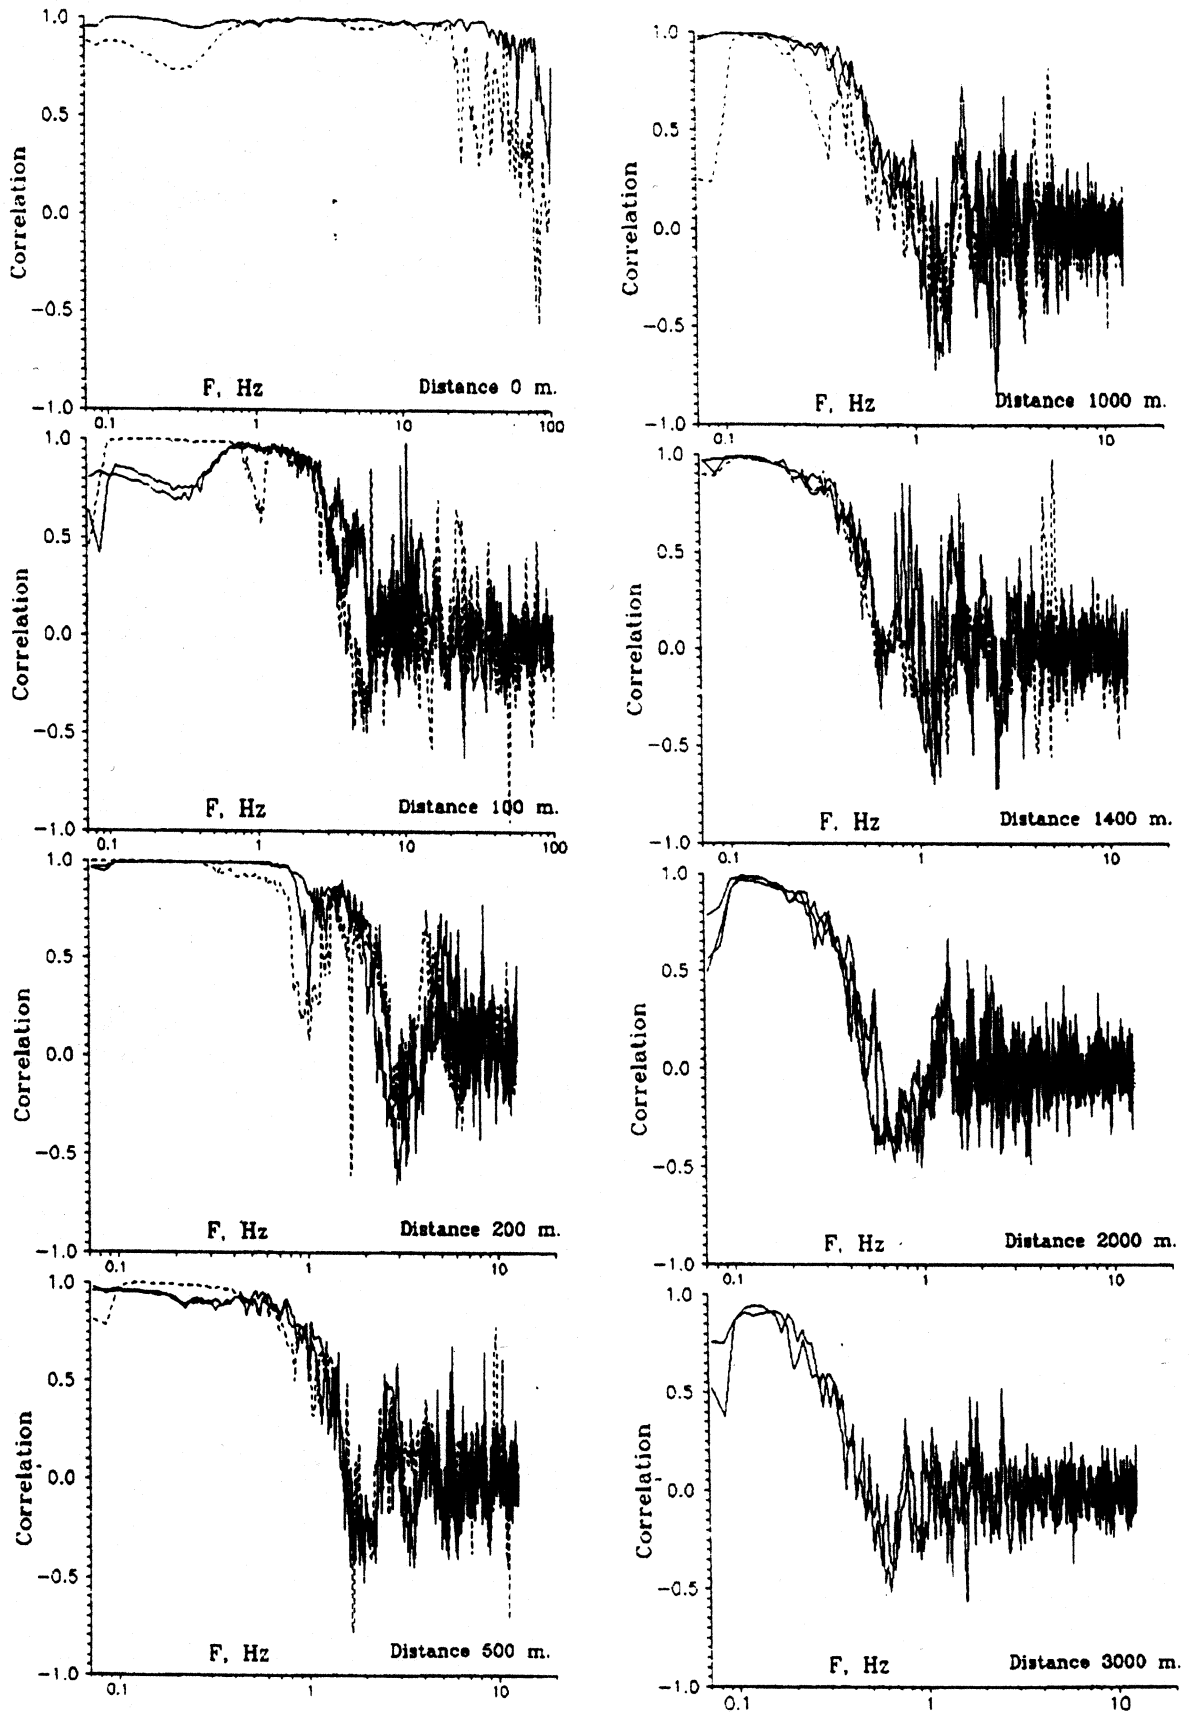 1.0
0.5
0.0
−0.5
−1.0
Correlation
F, Hz
Distance 0 m.
0.1
1
10
100
1.0
0.5
0.0
−0.5
−1.0
Correlation
F, Hz
Distance 100 m.
0.1
1
10
100
1.0
0.5
0.0
−0.5
−1.0
Correlation
F, Hz
Distance 200 m.
0.1
1
10
1.0
0.5
0.0
−0.5
−1.0
Correlation
F, Hz
Distance 500 m.
0.1
1
10
1.0
0.5
0.0
−0.5
−1.0
Correlation
F, Hz
Distance 1000 m.
0.1
1
10
1.0
0.5
0.0
−0.5
−1.0
Correlation
F, Hz
Distance 1400 m.
0.1
1
10
1.0
0.5
0.0
−0.5
−1.0
Correlation
F, Hz
Distance 2000 m.
0.1
1
10
1.0
0.5
0.0
−0.5
−1.0
Correlation
F, Hz
Distance 3000 m.
0.1
1
10